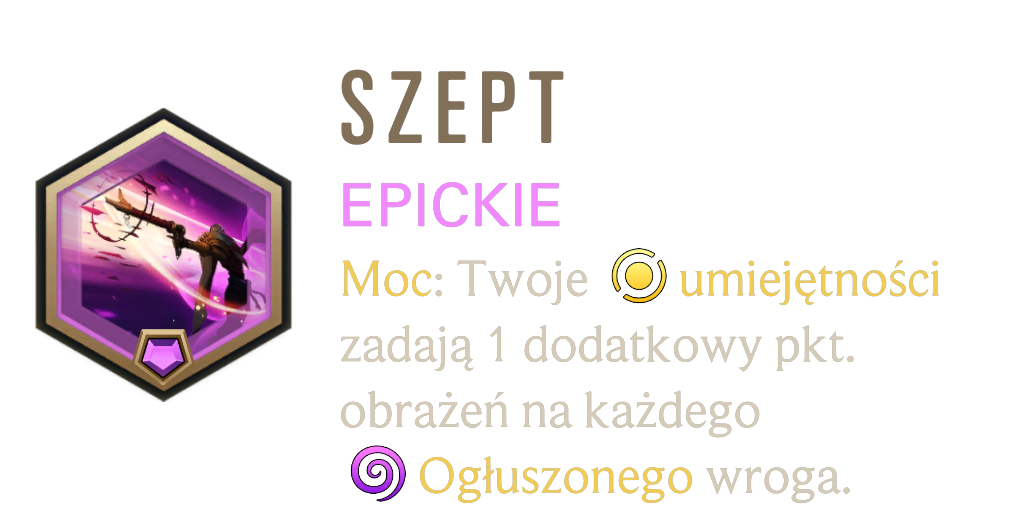 SZEPT
EPICKIE
Moc: Twoje umiejętności
zadają 1 dodatkowy pkt.
obrażeń na każdego
Ogłuszonego wroga.